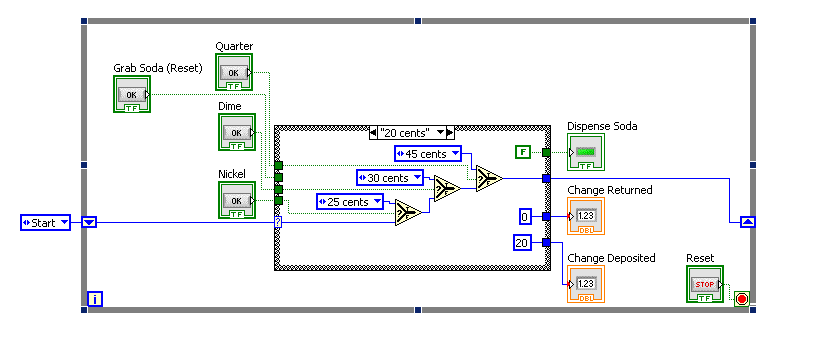 Quarter
Grab Soda (Reset)
OK
OK
TF
TF
Dime
OK
TF
"20 cents"
Dispense Soda
F
TF
45 cents
Nickel
30 cents
OK
TF
25 cents
Change Returned
0
1.23
DBL
Start
?
20
Change Deposited
Reset
1.23
DBL
STOP
TF
i